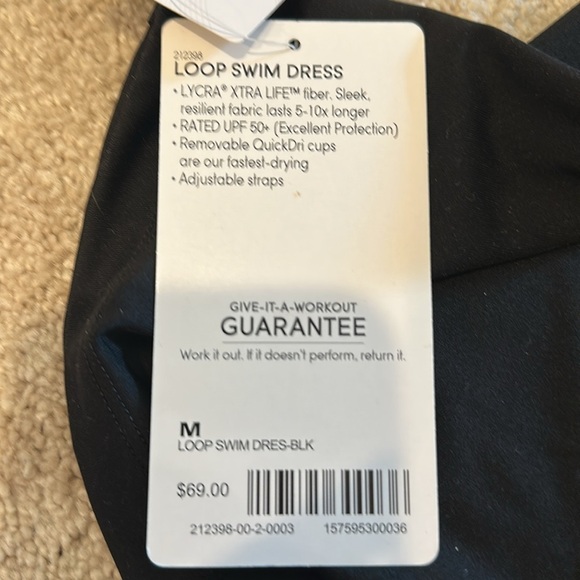 212398
LOOP SWIM DRESS
• LYCRA® XTRA LIFE™ fiber. Sleek,
resilient fabric lasts 5-10x longer
• RATED UPF 50+ (Excellent Protection)
• Removable QuickDri cups
are our fastest-drying
• Adjustable straps
GIVE-IT-A-WORKOUT
GUARANTEE
Work it out. If it doesn't perform, return it.
M
LOOP SWIM DRES-BLK
$69.00
212398-00-2-0003 157595300036